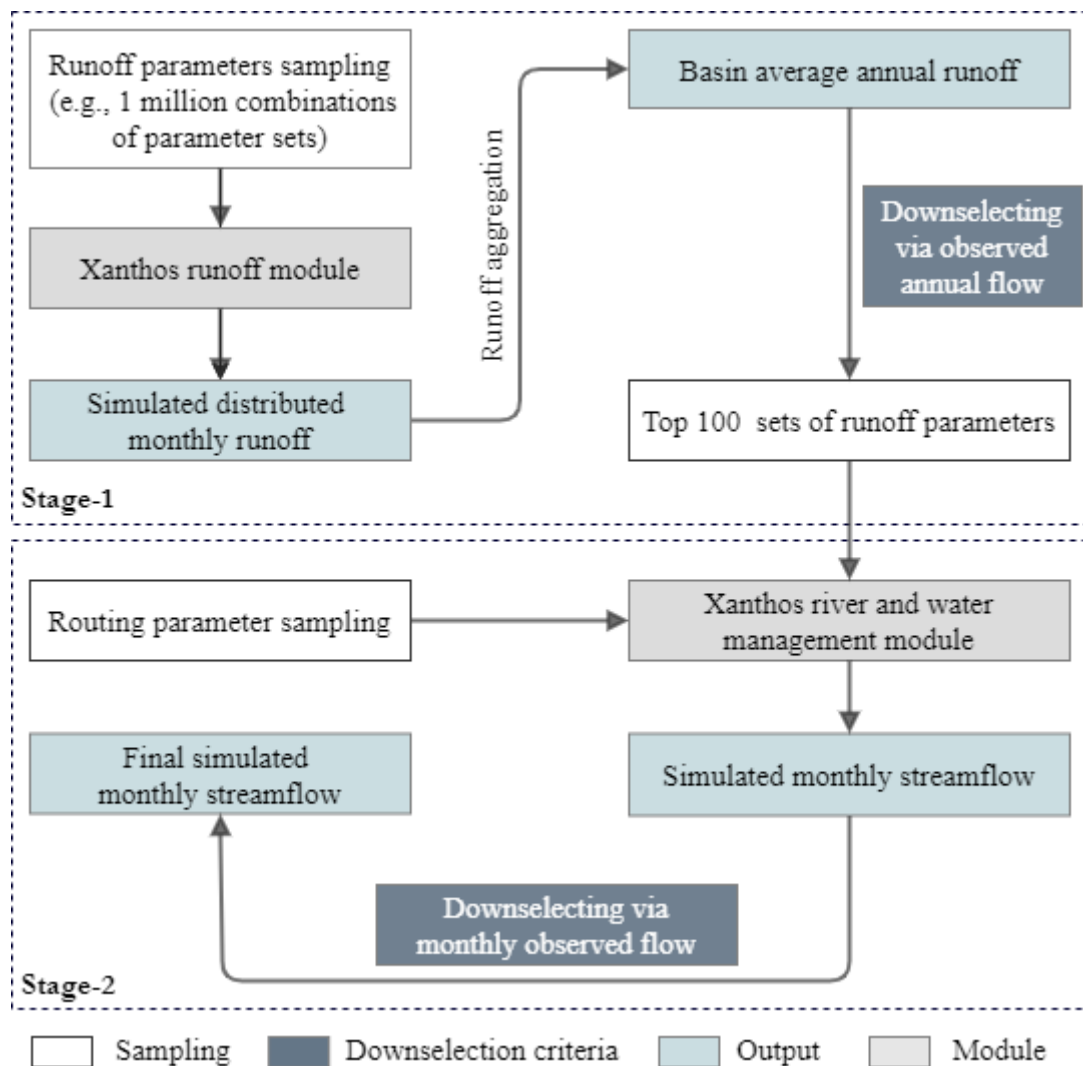 Runoff parameters sampling
(e.g., 1 million combinations
of parameter sets)
Xanthos runoff module
Simulated distributed
monthly runoff
Stage-1
Runoff aggregation
Basin average annual runoff
Downselecting
via observed
annual flow
Top 100 sets of runoff parameters
Routing parameter sampling
Xanthos river and water
management module
Simulated monthly streamflow
Downselecting via
monthly observed flow
Final simulated
monthly streamflow
Stage-2
Sampling
Downselection criteria
Output
Module